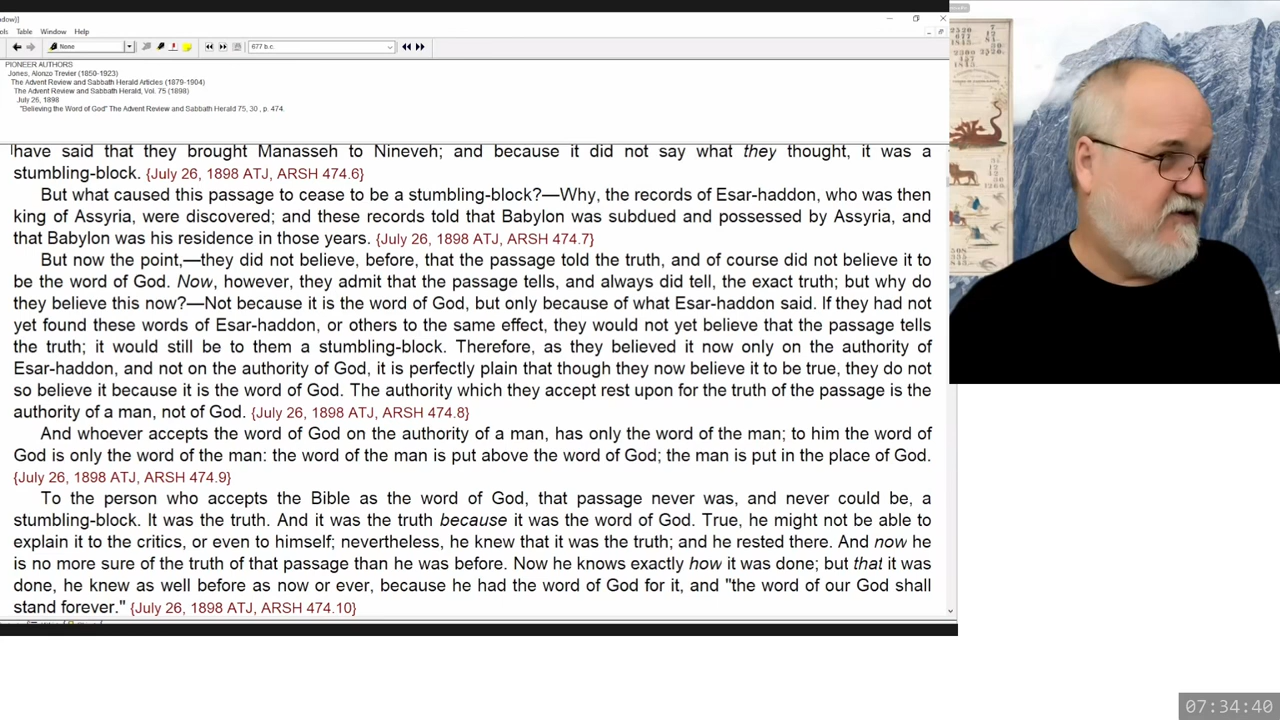 ndow)]
ols Table Window Help
None
677 b.c.
PIONEER AUTHORS
Jones, Alonzo Trevier (1850-1923)
The Advent Review and Sabbath Herald Articles (1879-1904)
The Advent Review and Sabbath Herald, Vol. 75 (1898)
July 26, 1898
"Believing the Word of God" The Advent Review and Sabbath Herald 75, 30 , p. 474.
have said that they brought Manasseh to Nineveh; and because it did not say what they thought, it was a
stumbling-block. {July 26, 1898 ATJ, ARSH 474.6}
But what caused this passage to cease to be a stumbling-block?—Why, the records of Esar-haddon, who was then
king of Assyria, were discovered; and these records told that Babylon was subdued and possessed by Assyria, and
that Babylon was his residence in those years. {July 26, 1898 ATJ, ARSH 474.7}
But now the point,—they did not believe, before, that the passage told the truth, and of course did not believe it to
be the word of God. Now, however, they admit that the passage tells, and always did tell, the exact truth; but why do
they believe this now?—Not because it is the word of God, but only because of what Esar-haddon said. If they had not
yet found these words of Esar-haddon, or others to the same effect, they would not yet believe that the passage tells
the truth; it would still be to them a stumbling-block. Therefore, as they believed it now only on the authority of
Esar-haddon, and not on the authority of God, it is perfectly plain that though they now believe it to be true, they do not
so believe it because it is the word of God. The authority which they accept rest upon for the truth of the passage is the
authority of a man, not of God. {July 26, 1898 ATJ, ARSH 474.8}
And whoever accepts the word of God on the authority of a man, has only the word of the man; to him the word of
God is only the word of the man: the word of the man is put above the word of God; the man is put in the place of God.
{July 26, 1898 ATJ, ARSH 474.9}
To the person who accepts the Bible as the word of God, that passage never was, and never could be, a
stumbling-block. It was the truth. And it was the truth because it was the word of God. True, he might not be able to
explain it to the critics, or even to himself; nevertheless, he knew that it was the truth; and he rested there. And now he
is no more sure of the truth of that passage than he was before. Now he knows exactly how it was done; but that it was
done, he knew as well before as now or ever, because he had the word of God for it, and "the word of our God shall
stand forever." {July 26, 1898 ATJ, ARSH 474.10}
2520
677
1843
2300
457
1843
508
07:34:40